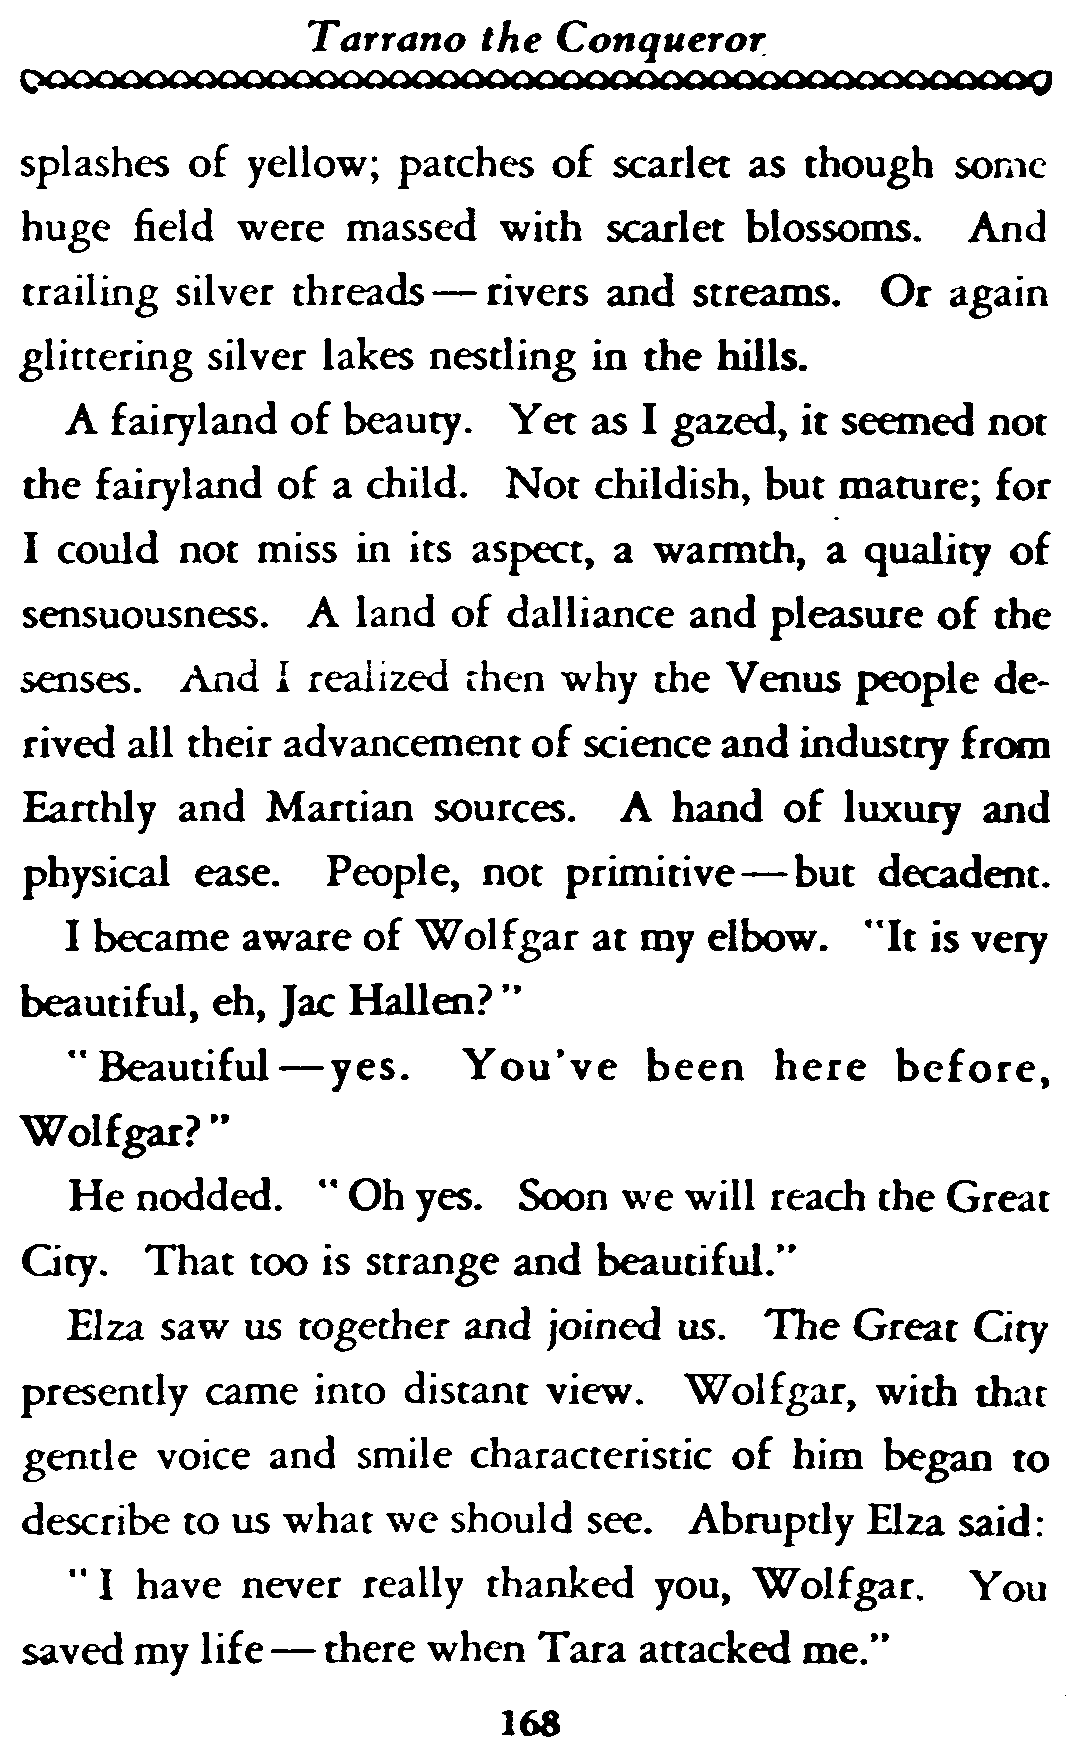 Tarrano the Conqueror
splashes of yellow; patches of scarlet as though some
huge field were massed with scarlet blossoms. And
trailing silver threads — rivers and streams. Or again
glittering silver lakes nestling in the hills.
A fairyland of beauty. Yet as I gazed, it seemed not
the fairyland of a child. Not childish, but mature; for
I could not miss in its aspect, a warmth, a quality of
sensuousness. A land of dalliance and pleasure of the
senses. And I realized then why the Venus people de-
rived all their advancement of science and industry from
Earthly and Martian sources. A hand of luxury and
physical ease. People, not primitive — but decadent.
I became aware of Wolfgar at my elbow. "It is very
beautiful, eh, Jac Hallen?"
"Beautiful — yes. You've been here before,
Wolfgar?"
He nodded. "Oh yes. Soon we will reach the Great
City. That too is strange and beautiful."
Elza saw us together and joined us. The Great City
presently came into distant view. Wolfgar, with that
gentle voice and smile characteristic of him began to
describe to us what we should see. Abruptly Elza said:
"I have never really thanked you, Wolfgar. You
saved my life — there when Tara attacked me."
168